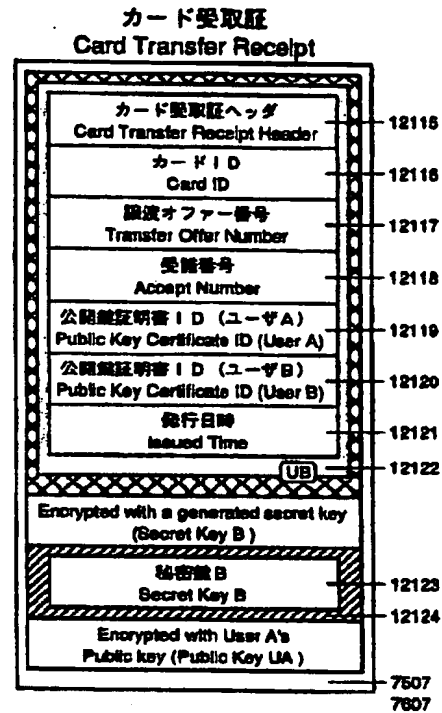 カード受取証
Card Transfer Receipt
カード受取証ヘッダ
Card Transfer Receipt Header
12115
カードID
Card ID
12116
譲渡オファー番号
Transfer Offer Number
12117
受諾番号
Accept Number
12118
公開鍵証明書ID（ユーザA）
Public Key Certificate ID (User A)
12119
公開鍵証明書ID（ユーザB）
Public Key Certificate ID (User B)
12120
発行日時
Issued Time
12121
UB
12122
Encrypted with a generated secret key
(Secret Key B )
秘密鍵B
Secret Key B
12123
12124
Encrypted with User A's
Public key (Public Key UA )
7507
7607